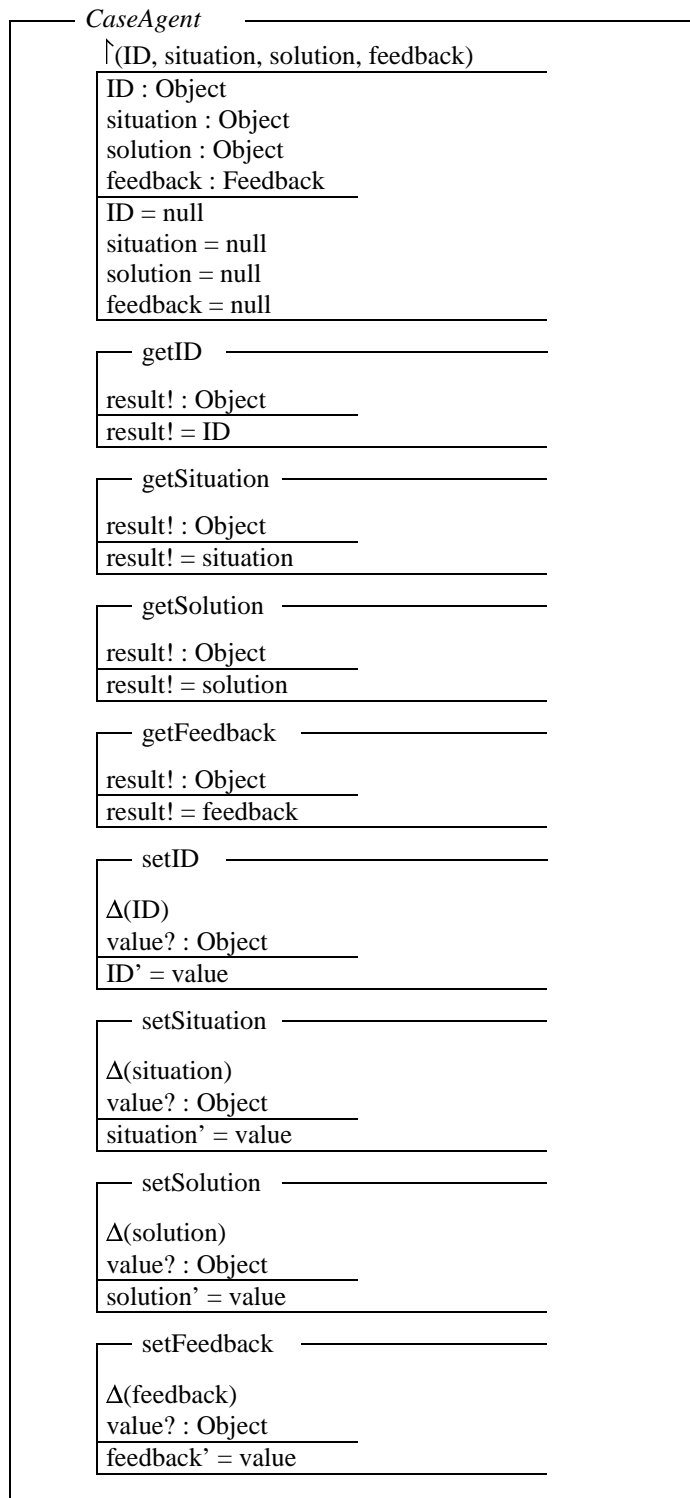 CaseAgent
↾(ID, situation, solution, feedback)
ID : Object
situation : Object
solution : Object
feedback : Feedback
ID = null
situation = null
solution = null
feedback = null
getID
result! : Object
result! = ID
getSituation
result! : Object
result! = situation
getSolution
result! : Object
result! = solution
getFeedback
result! : Object
result! = feedback
setID
Δ(ID)
value? : Object
ID’ = value
setSituation
Δ(situation)
value? : Object
situation’ = value
setSolution
Δ(solution)
value? : Object
solution’ = value
setFeedback
Δ(feedback)
value? : Object
feedback’ = value